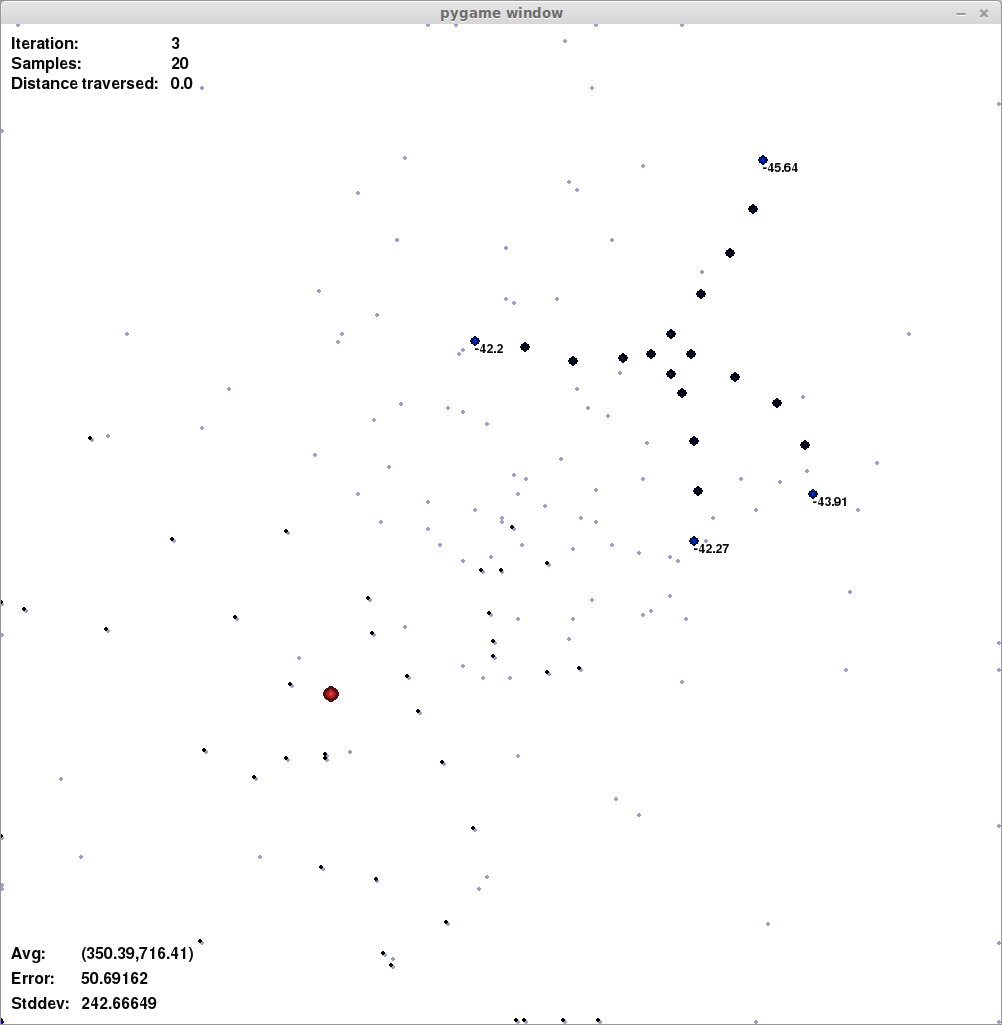 pygame window
Iteration: 3
Samples: 20
Distance traversed: 0.0
-45.64
-42.2
-43.91
-42.27
Avg: (350.39,716.41)
Error: 50.69162
Stddev: 242.66649